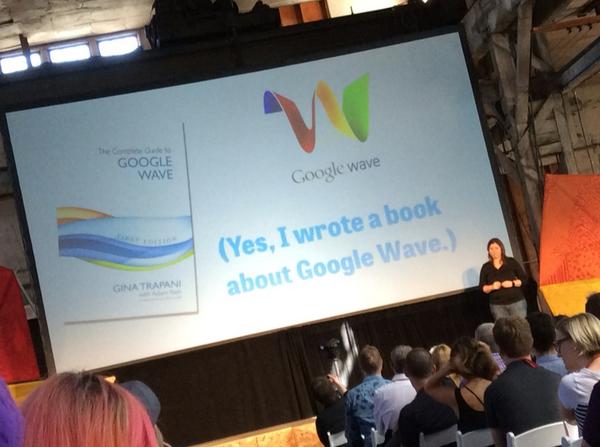 The Complete Guide to
GOOGLE
WAVE
FIRST EDITION
GINA TRAPANI
with Adam Pash
Google wave
(Yes, I wrote a book
about Google Wave.)